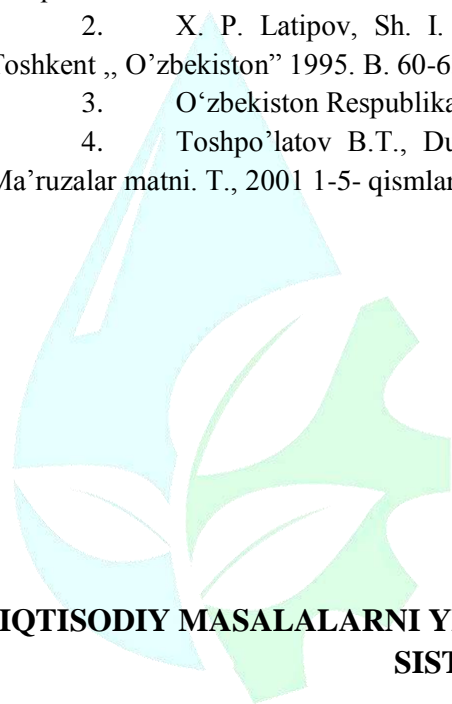 2. X. P. Latipov, Sh. I.
Toshkent ,, O’zbekiston” 1995. B. 60-6
3. O‘zbekiston Respublika
4. Toshpo’latov B.T., Du
Ma’ruzalar matni. T., 2001 1-5- qismlar
IQTISODIY MASALALARNI
SIST